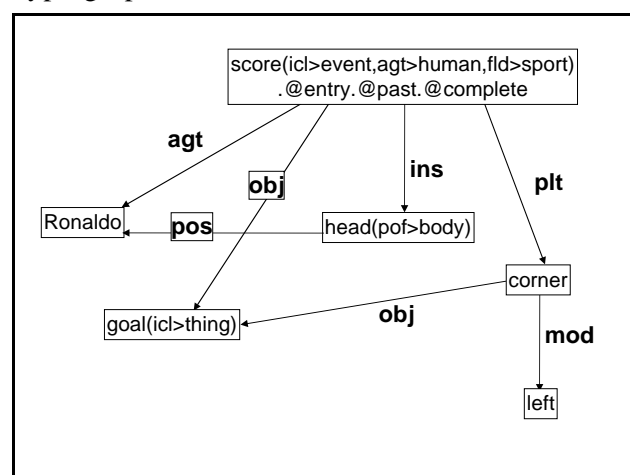 score(icl>event,agt>human,fld>sport)
.@entry.@past.@complete
agt
obj
ins
plt
Ronaldo
pos
head(pof>body)
corner
goal(icl>thing)
obj
mod
left